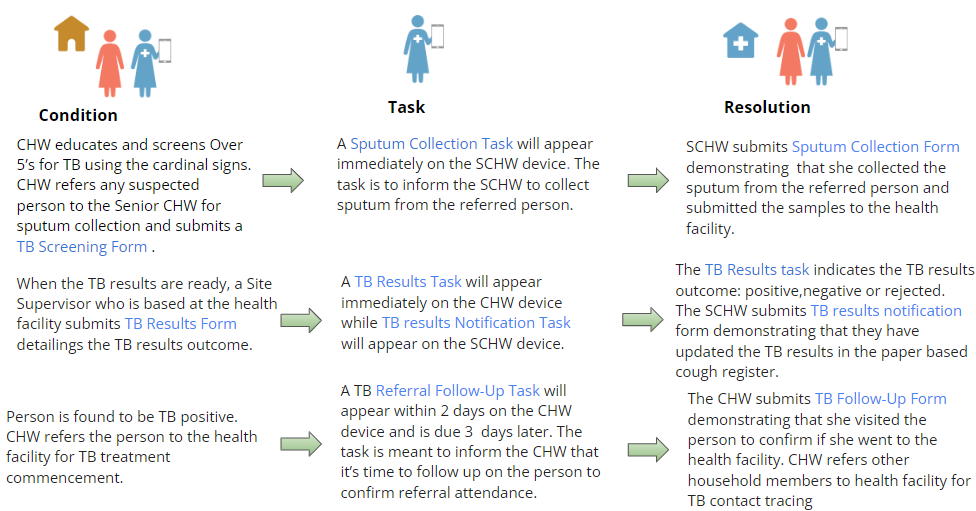 Condition
Task
Resolution
CHW educates and screens Over
5's for TB using the cardinal signs.
CHW refers any suspected
person to the Senior CHW for
sputum collection and submits a
TB Screening Form .
A Sputum Collection Task will appear
immediately on the SCHW device. The
task is to inform the SCHW to collect
sputum from the referred person.
SCHW submits Sputum Collection Form
demonstrating that she collected the
sputum from the referred person and
submitted the samples to the health
facility.
When the TB results are ready, a Site
Supervisor who is based at the health
facility submits TB Results Form
detailings the TB results outcome.
A TB Results Task will appear
immediately on the CHW device
while TB results Notification Task
will appear on the SCHW device.
The TB Results task indicates the TB results
outcome: positive,negative or rejected.
The SCHW submits TB results notification
form demonstrating that they have
updated the TB results in the paper based
cough register.
Person is found to be TB positive.
CHW refers the person to the health
facility for TB treatment
commencement.
A TB Referral Follow-Up Task will
appear within 2 days on the CHW
device and is due 3 days later. The
task is meant to inform the CHW that
it's time to follow up on the person to
confirm referral attendance.
The CHW submits TB Follow-Up Form
demonstrating that she visited the
person to confirm if she went to the
health facility. CHW refers other
household members to health facility for
TB contact tracing